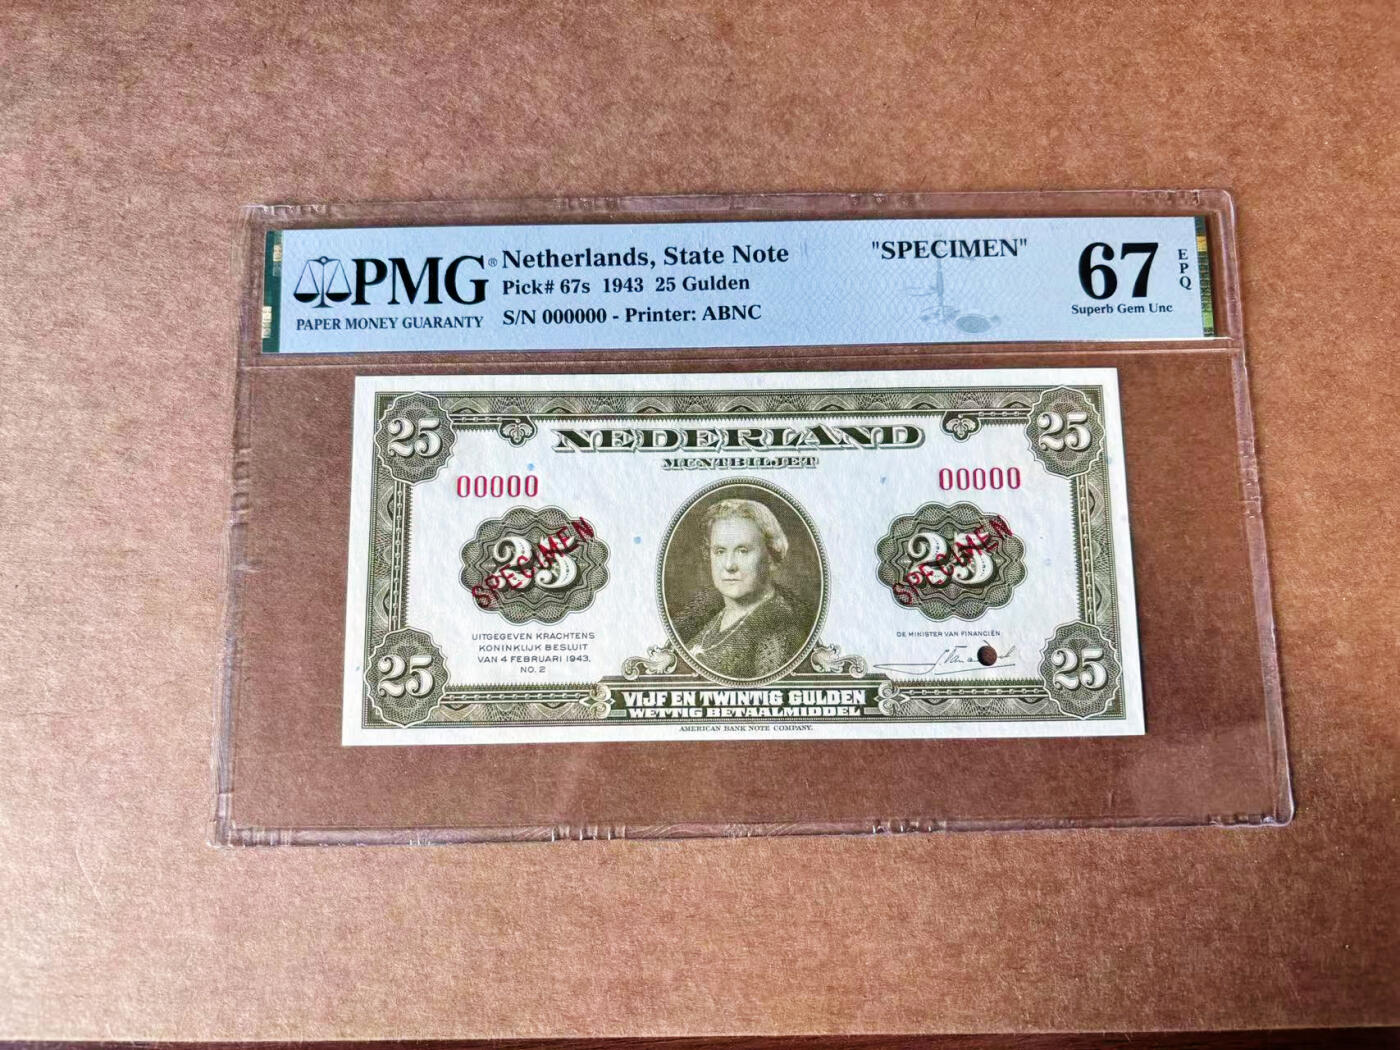 PMG®
PAPER MONEY GUARANTY
Netherlands, State Note
Pick# 67s 1943 25 Gulden
S/N 000000 - Printer: ABNC
"SPECIMEN"
67
EPQ
Superb Gem Unc
25
NEDERLAND
25
MUNTBILJET
00000
00000
25
SPECIMEN
25
SPECIMEN
UITGEGEVEN KRACHTENS
KONINKLIJK BESLUIT
VAN 4 FEBRUARI 1943,
NO. 2
DE MINISTER VAN FINANCIËN
25
VIJF EN TWINTIG GULDEN
WETTIG BETAALMIDDEL
25
AMERICAN BANK NOTE COMPANY.